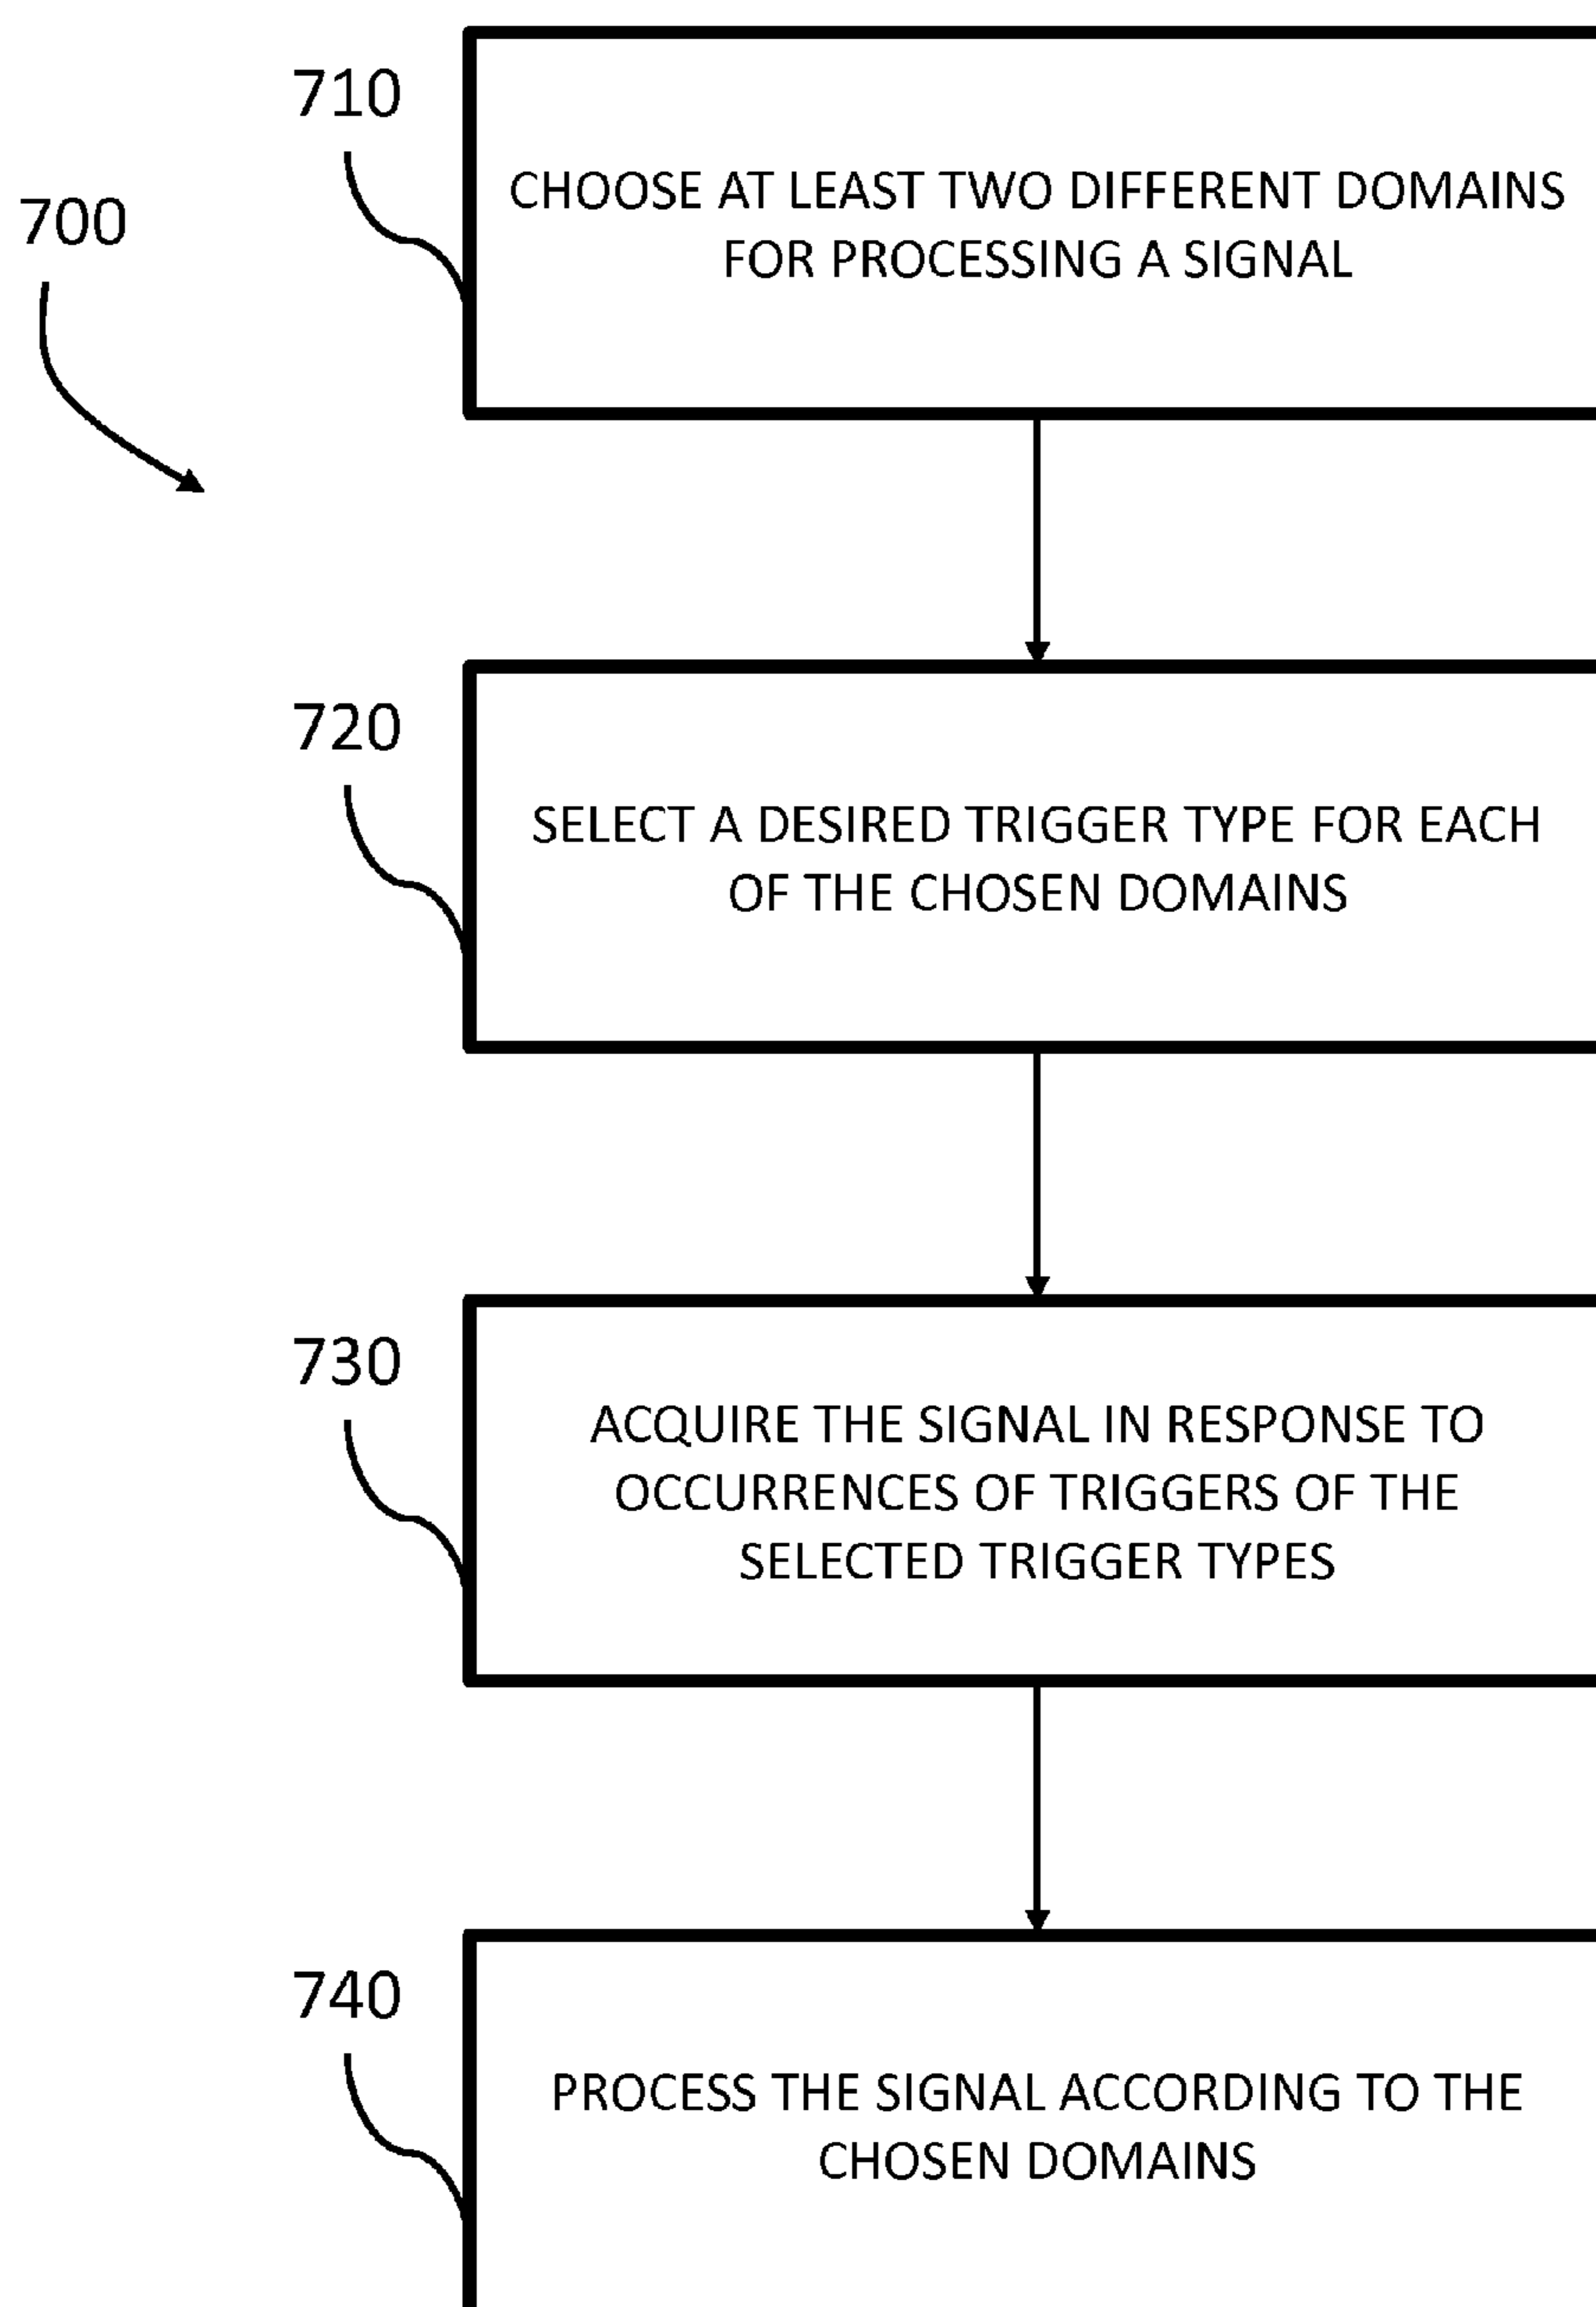 710
CHOOSE AT LEAST TWO DIFFERENT DOMAINS
FOR PROCESSING A SIGNAL
700
720
SELECT A DESIRED TRIGGER TYPE FOR EACH
OF THE CHOSEN DOMAINS
730
ACQUIRE THE SIGNAL IN RESPONSE TO
OCCURRENCES OF TRIGGERS OF THE
SELECTED TRIGGER TYPES
740
PROCESS THE SIGNAL ACCORDING TO THE
CHOSEN DOMAINS